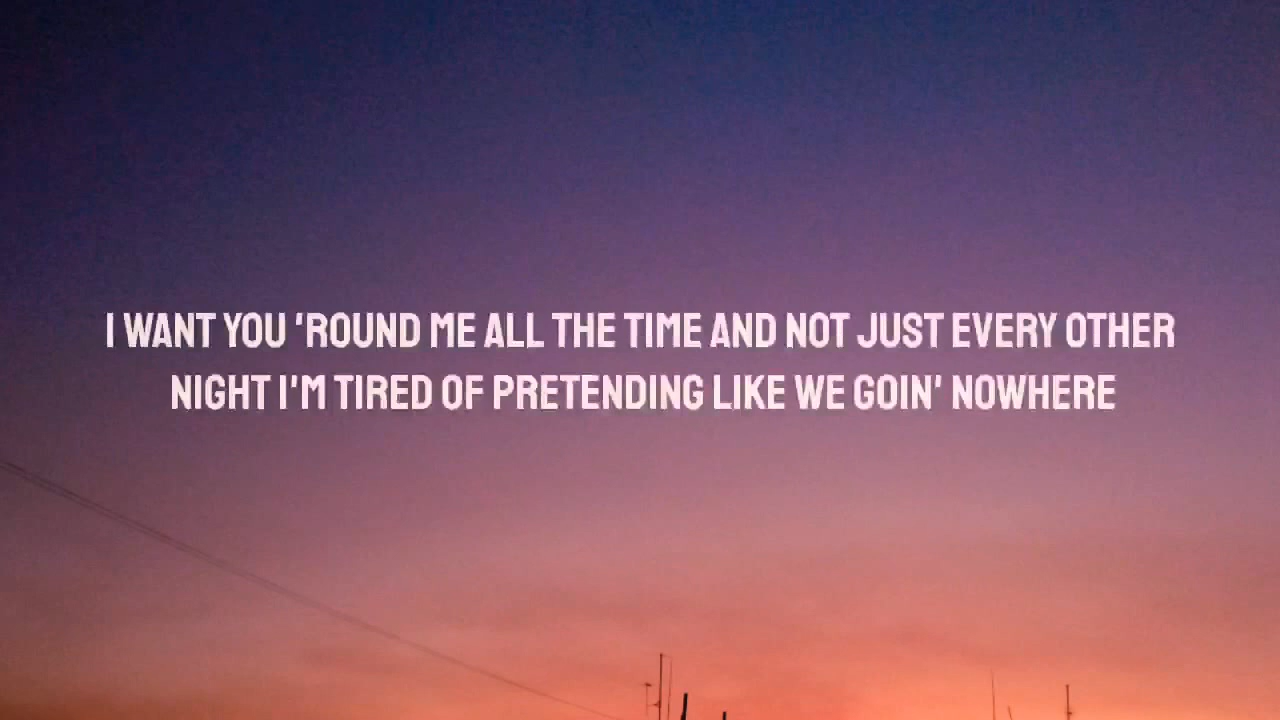 I WANT YOU 'ROUND ME ALL THE TIME AND NOT JUST EVERY OTHER
NIGHT I'M TIRED OF PRETENDING LIKE WE GOIN' NOWHERE